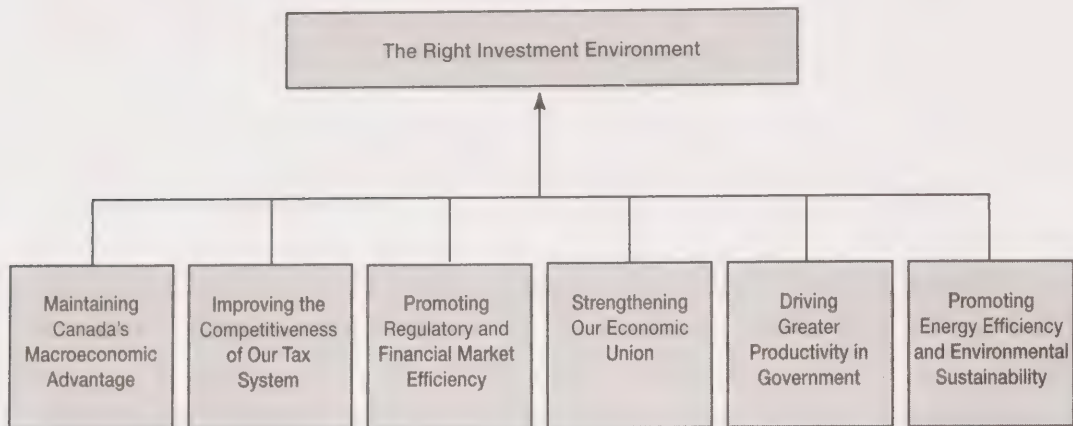 The Right Investment Environment
Maintaining
Canada's
Macroeconomic
Advantage
Improving the
Competitiveness
of Our Tax
System
Promoting
Regulatory and
Financial Market
Efficiency
Strengthening
Our Economic
Union
Driving
Greater
Productivity in
Government
Promoting
Energy Efficiency
and Environmental
Sustainability